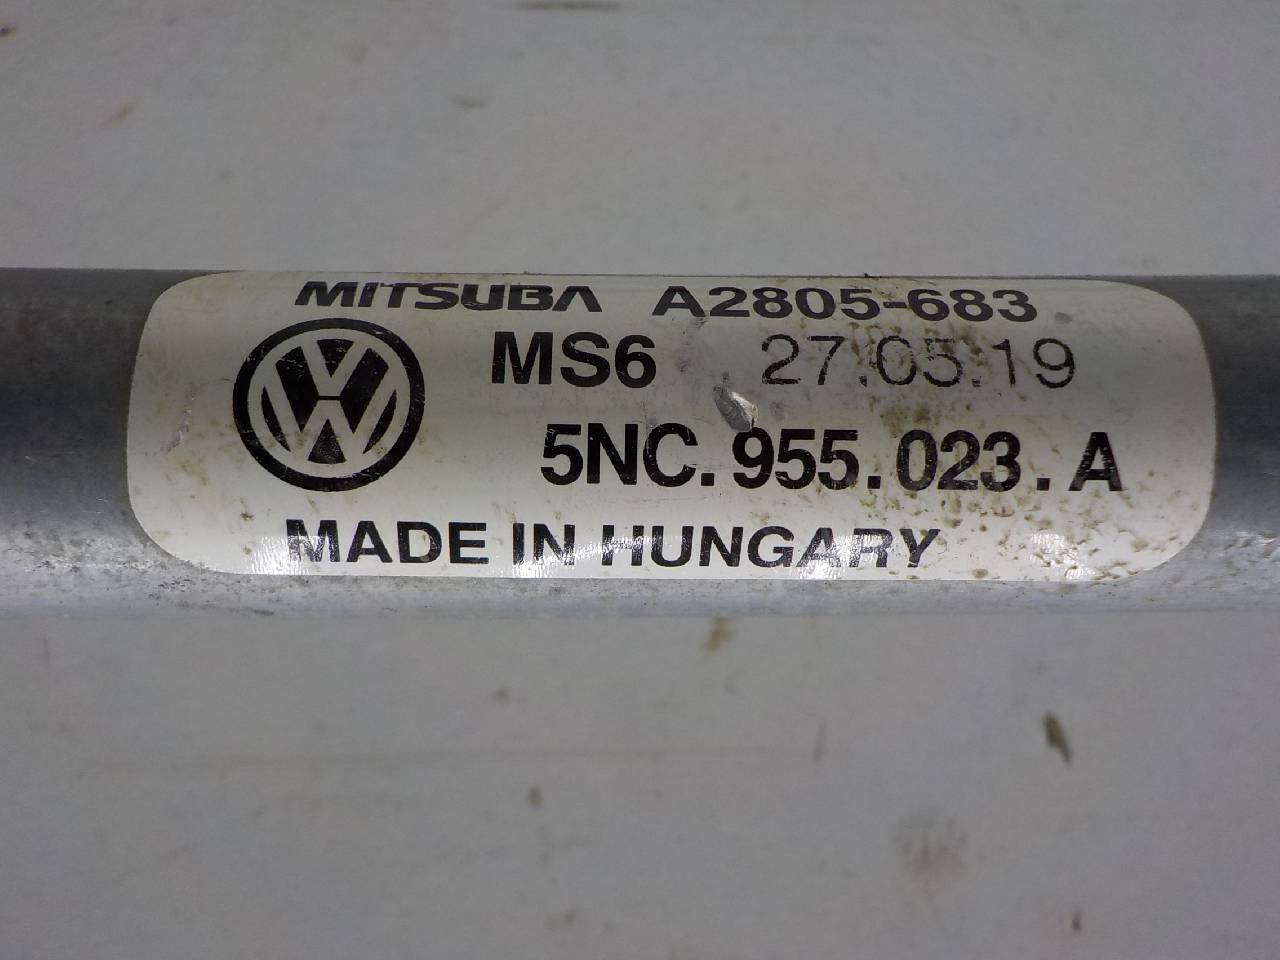 MITSUBA A2805-683
MS6 27.05.19
5NC.955.023.A
MADE IN HUNGARY